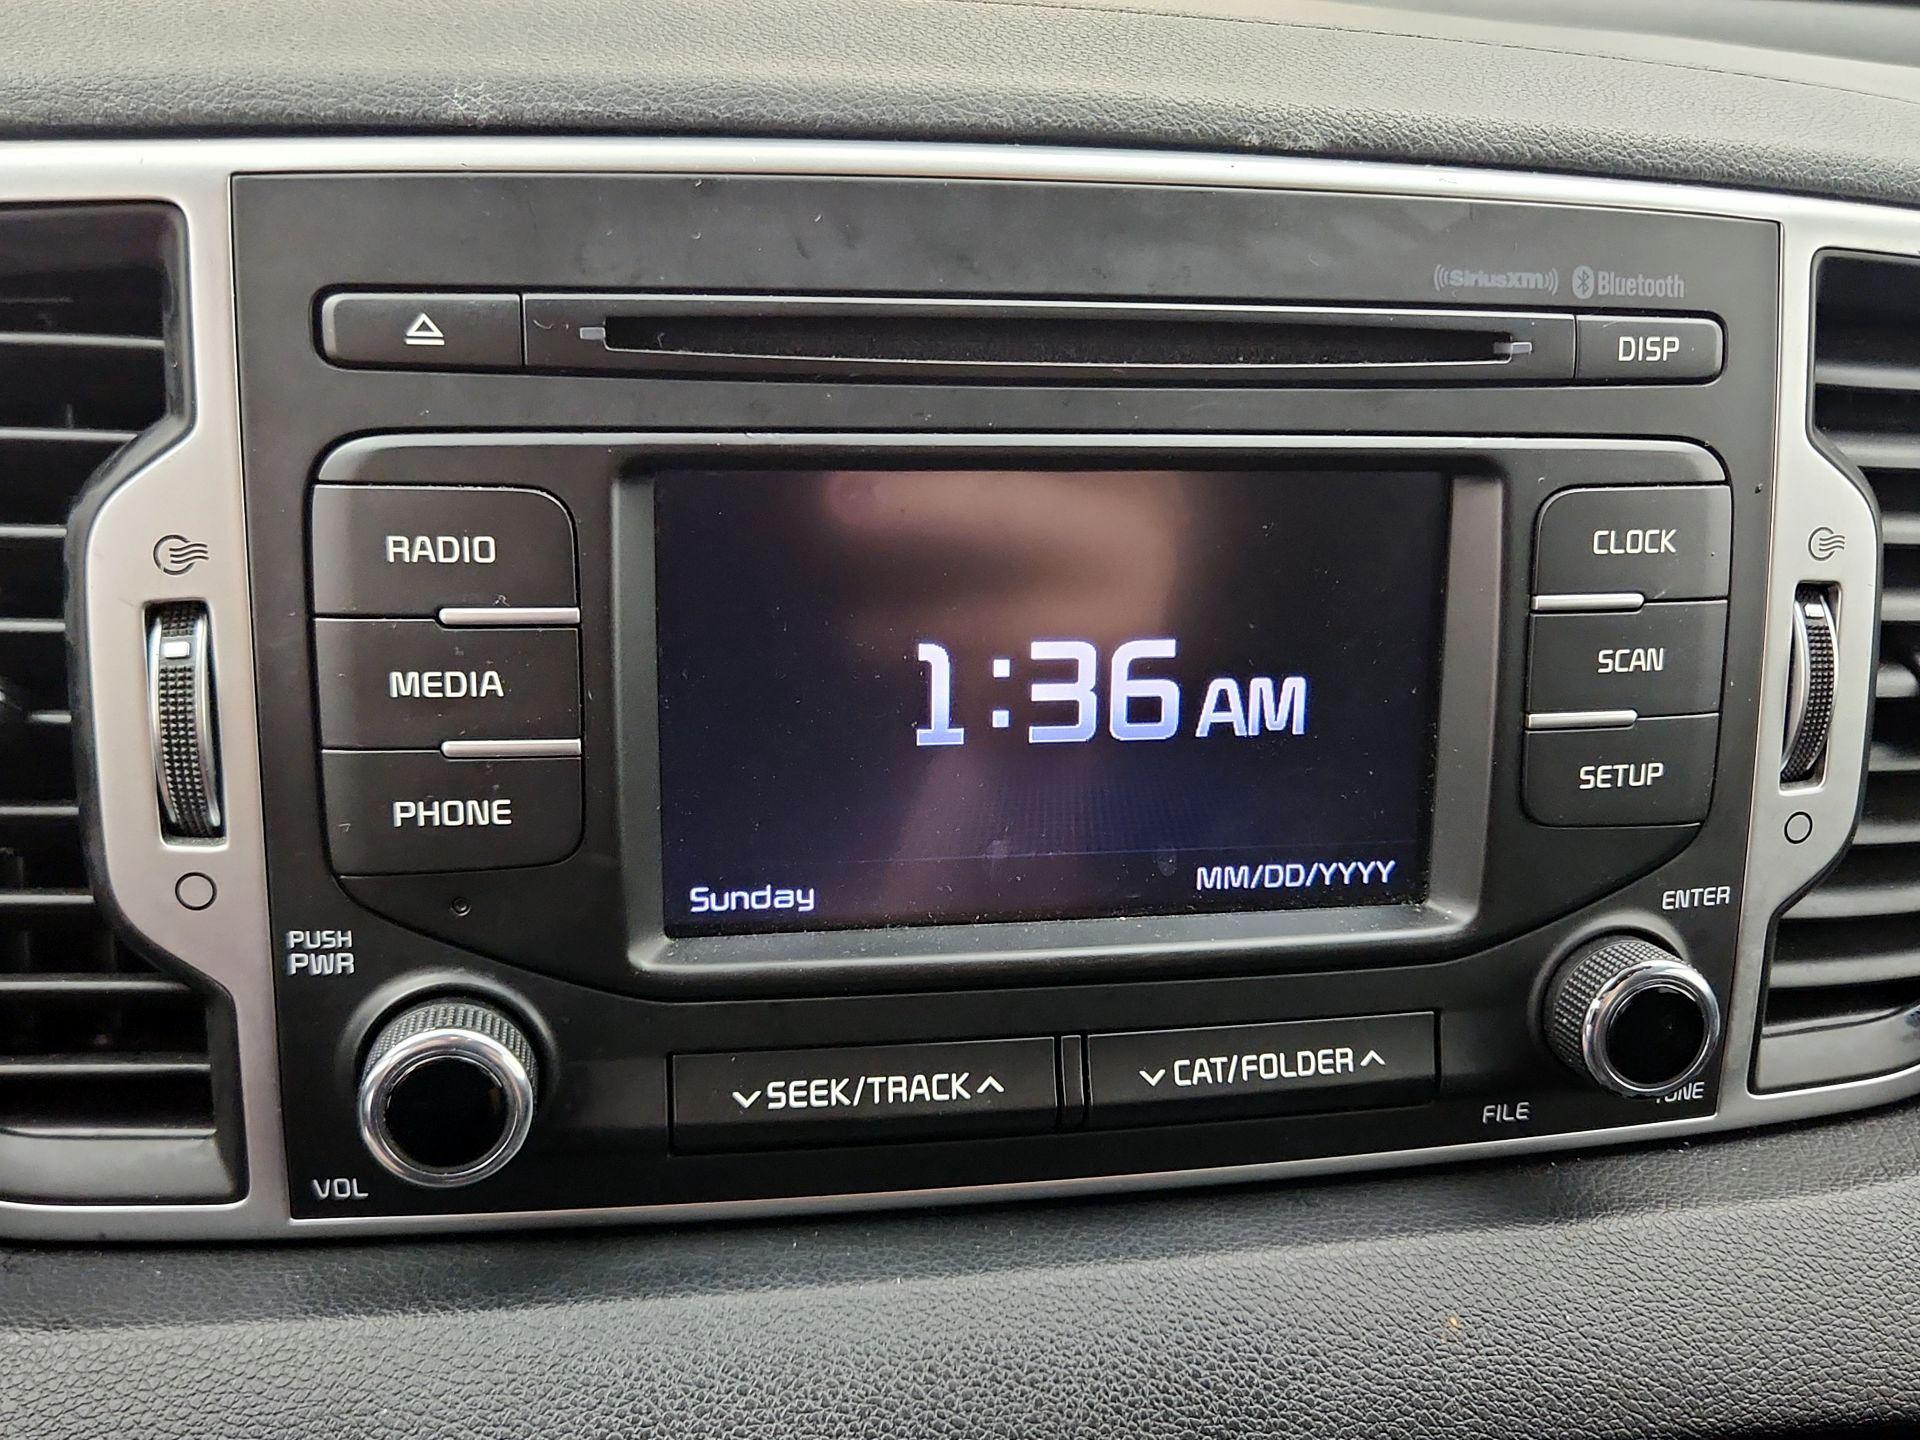 ((SiriusXM)) Bluetooth
DISP
RADIO
CLOCK
MEDIA
SCAN
PHONE
SETUP
1:36 AM
Sunday
MM/DD/YYYY
PUSH
PWR
ENTER
SEEK/TRACK
CAT/FOLDER
VOL
FILE
TUNE